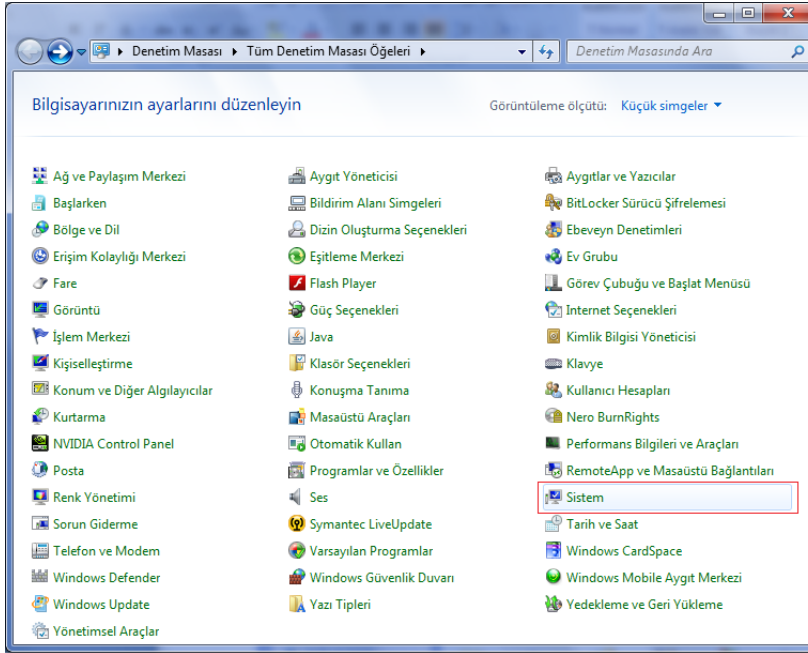 Denetim Masası Tüm Denetim Masası Öğeleri Denetim Masasında Ara
Bilgisayarınızın ayarlarını düzenleyin Görüntüleme ölçütü: Küçük simgeler
Ağ ve Paylaşım Merkezi Aygıt Yöneticisi Aygıtlar ve Yazıcılar
Başlarken Bildirim Alanı Simgeleri BitLocker Sürücü Şifrelemesi
Bölge ve Dil Dizin Oluşturma Seçenekleri Ebeveyn Denetimleri
Erişim Kolaylığı Merkezi Eşitleme Merkezi Ev Grubu
Fare Flash Player Görev Çubuğu ve Başlat Menüsü
Görüntü Güç Seçenekleri Internet Seçenekleri
İşlem Merkezi Java Kimlik Bilgisi Yöneticisi
Kişiselleştirme Klasör Seçenekleri Klavye
Konum ve Diğer Algılayıcılar Konuşma Tanıma Kullanıcı Hesapları
Kurtarma Masaüstü Araçları Nero BurnRights
NVIDIA Control Panel Otomatik Kullan Performans Bilgileri ve Araçları
Posta Programlar ve Özellikler RemoteApp ve Masaüstü Bağlantıları
Renk Yönetimi Ses Sistem
Sorun Giderme Symantec LiveUpdate Tarih ve Saat
Telefon ve Modem Varsayılan Programlar Windows CardSpace
Windows Defender Windows Güvenlik Duvarı Windows Mobile Aygıt Merkezi
Windows Update Yazı Tipleri Yedekleme ve Geri Yükleme
Yönetimsel Araçlar